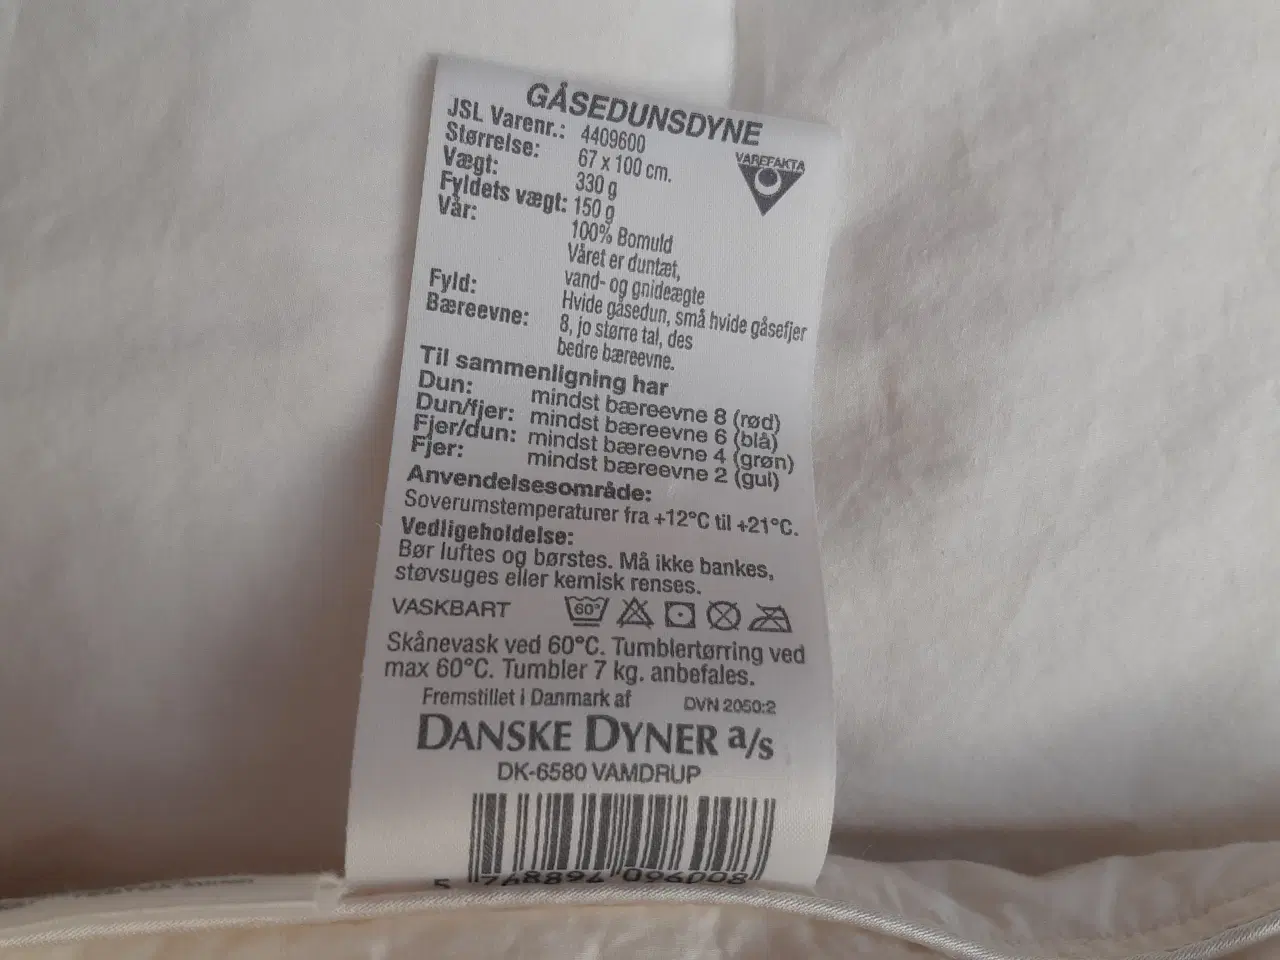 GÅSEDUNSDYNE
JSL Varenr.: 4409600
Størrelse: 67 x 100 cm.
VAREFAKTA
Vægt: 330 g
Fyldets vægt: 150 g
Vår: 100% Bomuld
Våret er duntæt,
vand- og gnideægte
Fyld: Hvide gåsedun, små hvide gåsefjer
Bæreevne: 8, jo større tal, des
bedre bæreevne.
Til sammenligning har
Dun: mindst bæreevne 8 (rød)
Dun/fjer: mindst bæreevne 6 (blå)
Fjer/dun: mindst bæreevne 4 (grøn)
Fjer: mindst bæreevne 2 (gul)
Anvendelsesområde:
Soverumstemperaturer fra +12°C til +21°C.
Vedligeholdelse:
Bør luftes og børstes. Må ikke bankes,
støvsuges eller kemisk renses.
VASKBART 60°
Skånevask ved 60°C. Tumblertørring ved
max 60°C. Tumbler 7 kg. anbefales.
Fremstillet i Danmark af DVN 2050:2
DANSKE DYNER a/s
DK-6580 VAMDRUP
5 768894 096008